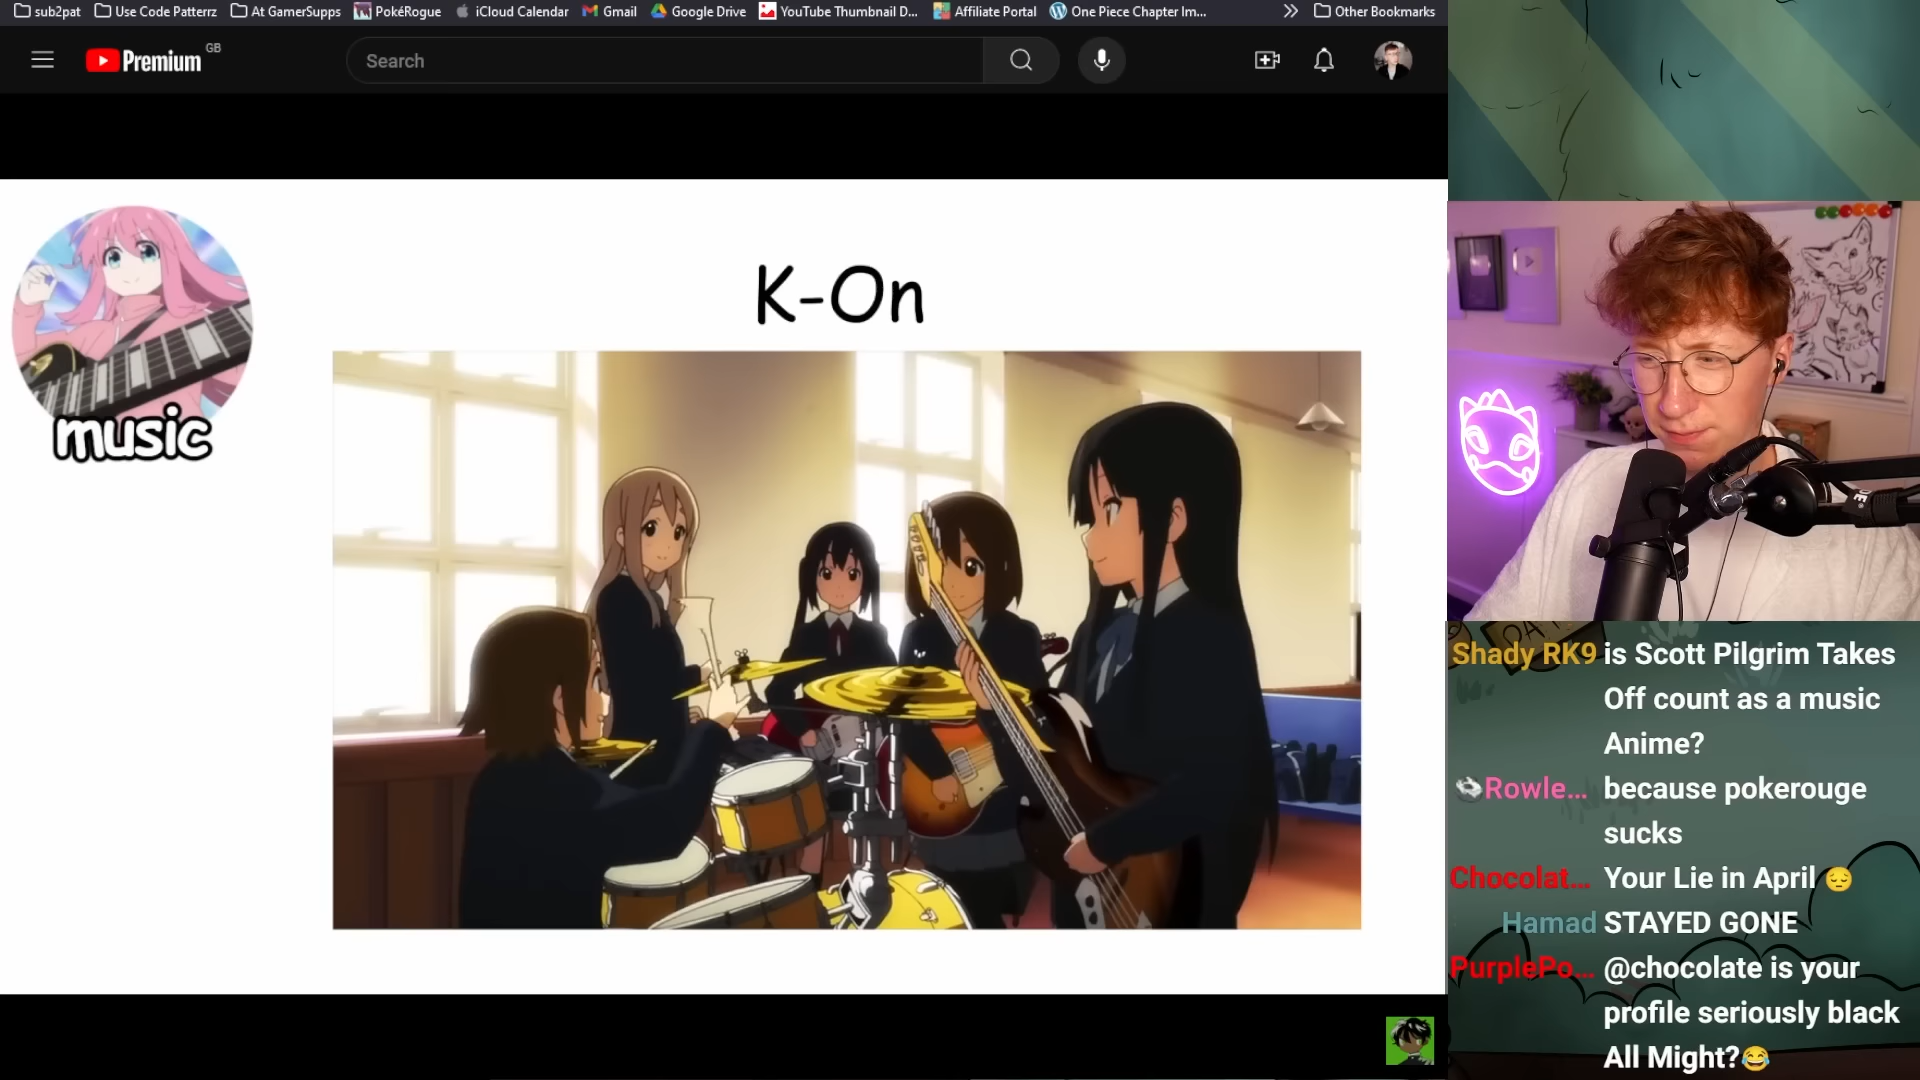 sub2pat Use Code Patterrz At GamerSupps PokéRogue iCloud Calendar Gmail Google Drive YouTube Thumbnail D... Affiliate Portal One Piece Chapter Im... Other Bookmarks
Premium GB
Search
K-On
music
Shady RK9 is Scott Pilgrim Takes
Off count as a music
Anime?
Rowle... because pokerouge
sucks
Chocolat... Your Lie in April 😔
Hamad STAYED GONE
PurplePo... @chocolate is your
profile seriously black
All Might?😂